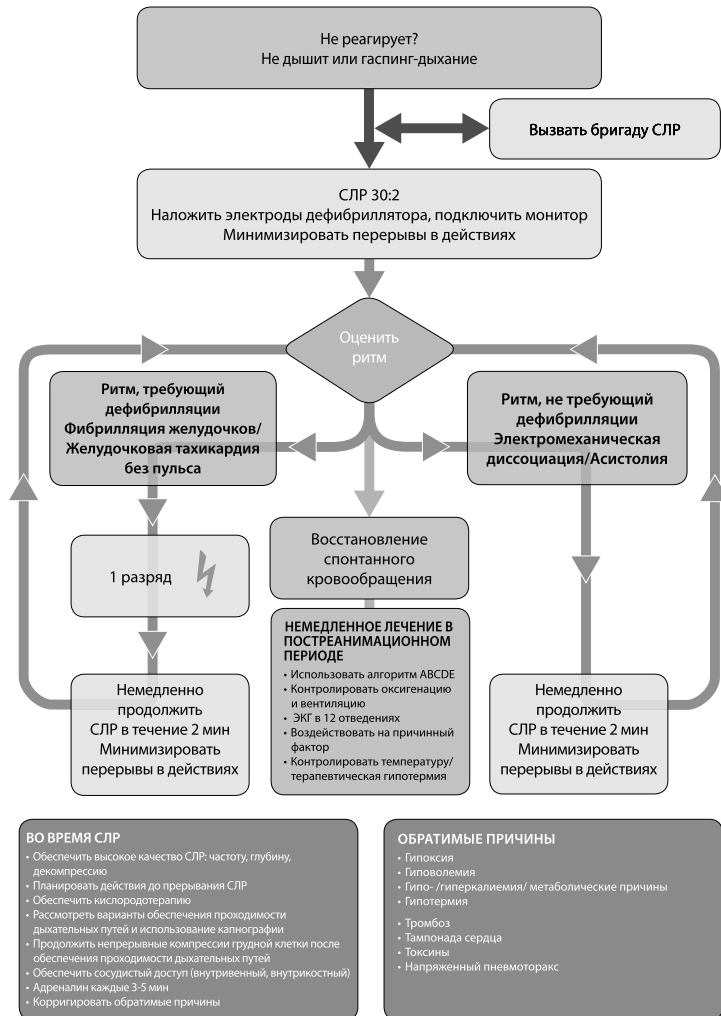 Не реагирует?
Не дышит или гаспинг-дыхание
Вызвать бригаду СЛР
СЛР 30:2
Наложить электроды дефибриллятора, подключить монитор
Минимизировать перерывы в действиях
Оценить
ритм
Ритм, требующий
дефибрилляции
Фибрилляция желудочков/
Желудочковая тахикардия
без пульса
Ритм, не требующий
дефибрилляции
Электромеханическая
диссоциация/Асистолия
1 разряд
Восстановление
спонтанного
кровообращения
Немедленно
продолжить
СЛР в течение 2 мин
Минимизировать
перерывы в действиях
НЕМЕДЛЕННОЕ ЛЕЧЕНИЕ В
ПОСТРЕАНИМАЦИОННОМ
ПЕРИОДЕ
• Использовать алгоритм ABCDE
• Контролировать оксигенацию
и вентиляцию
• ЭКГ в 12 отведениях
• Воздействовать на причинный
фактор
• Контролировать температуру/
терапевтическая гипотермия
Немедленно
продолжить
СЛР в течение 2 мин
Минимизировать
перерывы в действиях
ВО ВРЕМЯ СЛР
• Обеспечить высокое качество СЛР: частоту, глубину,
декомпрессию
• Планировать действия до прерывания СЛР
• Обеспечить кислородотерапию
• Рассмотреть варианты обеспечения проходимости
дыхательных путей и использование капнографии
• Продолжить непрерывные компрессии грудной клетки после
обеспечения проходимости дыхательных путей
• Обеспечить сосудистый доступ (внутривенный, внутрикостный)
• Адреналин каждые 3-5 мин
• Корригировать обратимые причины
ОБРАТИМЫЕ ПРИЧИНЫ
• Гипоксия
• Гиповолемия
• Гипо- /гиперкалиемия/ метаболические причины
• Гипотермия
• Тромбоз
• Тампонада сердца
• Токсины
• Напряженный пневмоторакс